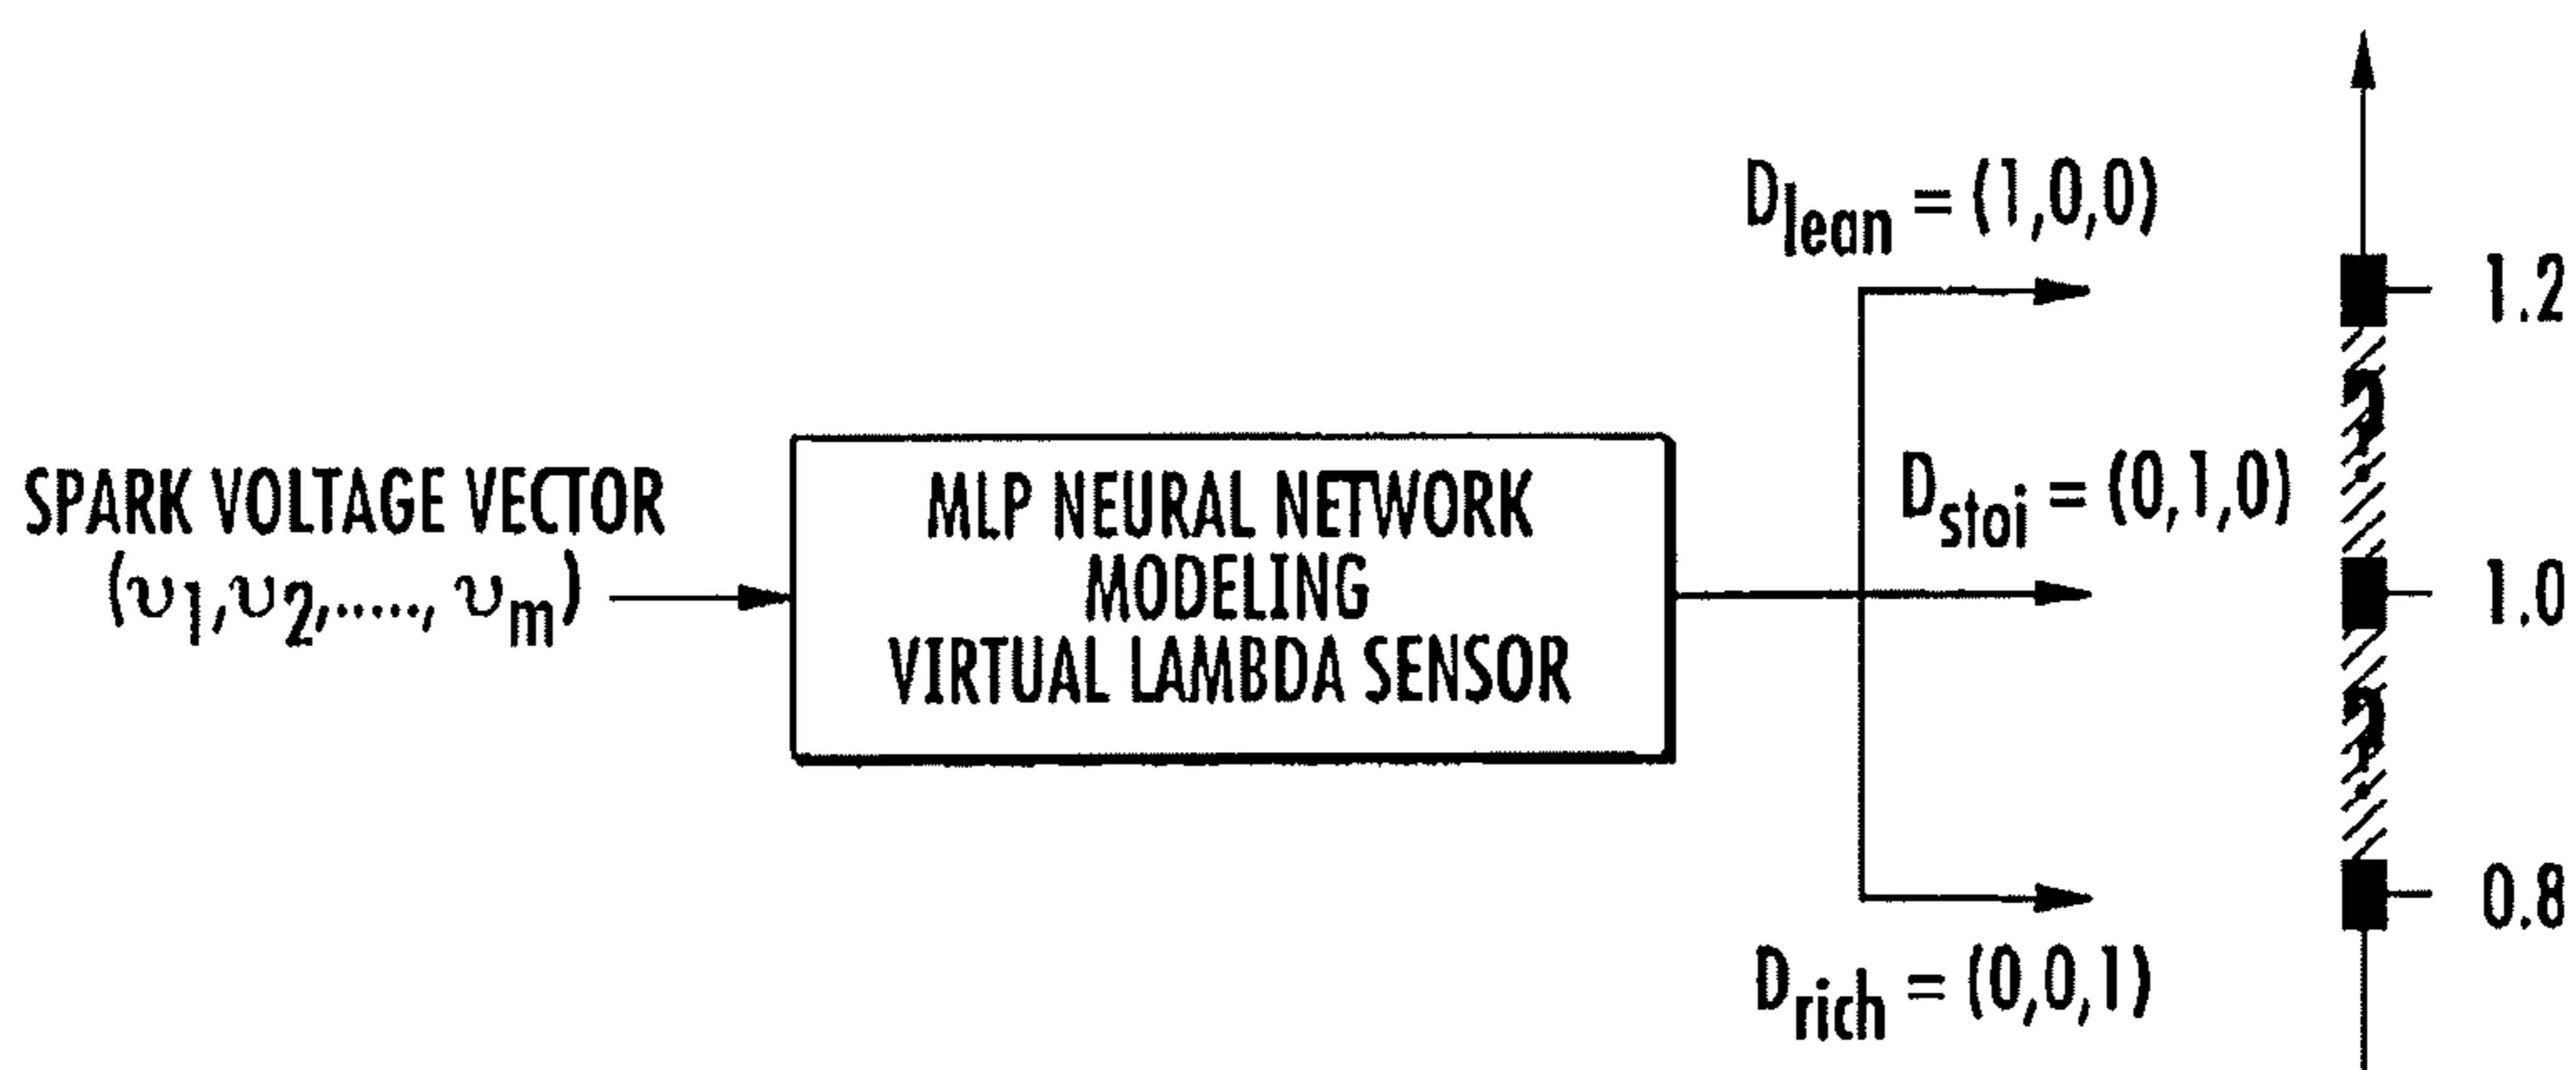 SPARK VOLTAGE VECTOR
(υ1,υ2,....., υm)
MLP NEURAL NETWORK
MODELING
VIRTUAL LAMBDA SENSOR
Dlean = (1,0,0)
Dstoi = (0,1,0)
Drich = (0,0,1)
1.2
?
1.0
?
0.8